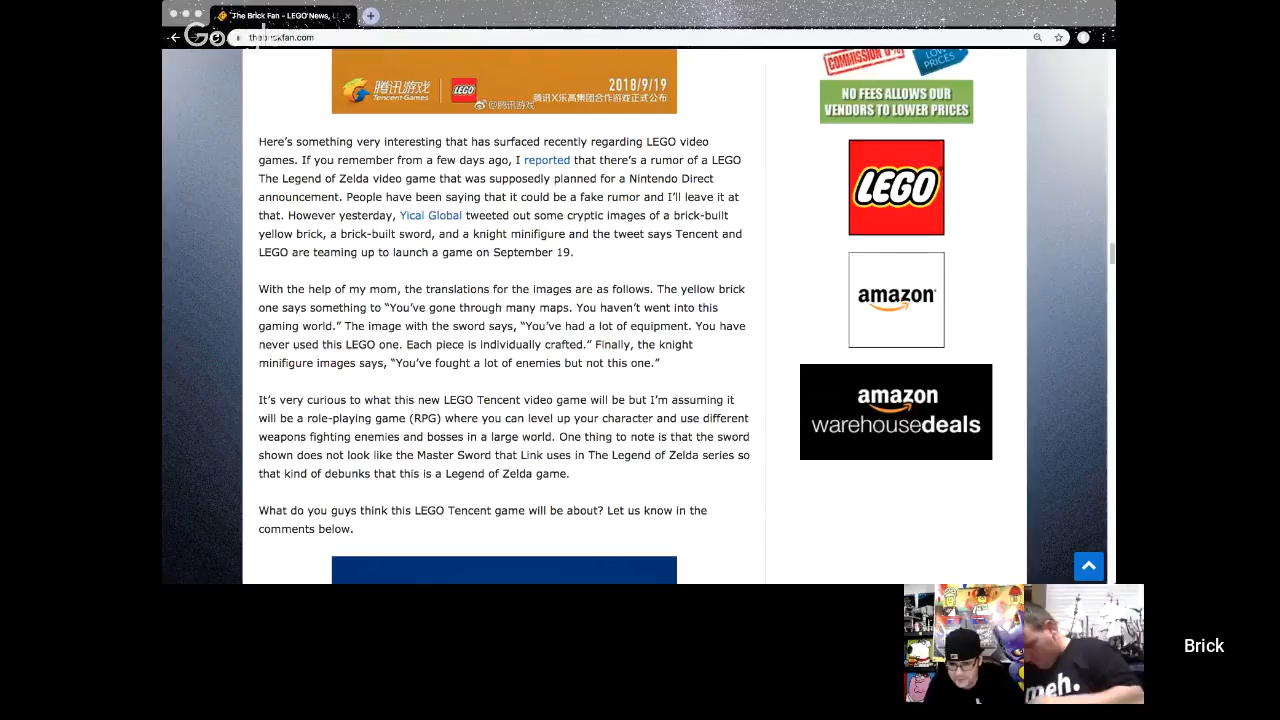 The Brick Fan - LEGO News, L
Google
thebrickfan.com
COMMISSION 0%
LOW
PRICES
腾讯游戏
Tencent Games
LEGO
2018/9/19
腾讯X乐高集团合作游戏正式公布
@腾讯游戏
NO FEES ALLOWS OUR
VENDORS TO LOWER PRICES
Here's something very interesting that has surfaced recently regarding LEGO video
games. If you remember from a few days ago, I reported that there's a rumor of a LEGO
The Legend of Zelda video game that was supposedly planned for a Nintendo Direct
announcement. People have been saying that it could be a fake rumor and I'll leave it at
that. However yesterday, Yicai Global tweeted out some cryptic images of a brick-built
yellow brick, a brick-built sword, and a knight minifigure and the tweet says Tencent and
LEGO are teaming up to launch a game on September 19.
With the help of my mom, the translations for the images are as follows. The yellow brick
one says something to “You've gone through many maps. You haven't went into this
gaming world.” The image with the sword says, “You've had a lot of equipment. You have
never used this LEGO one. Each piece is individually crafted.” Finally, the knight
minifigure images says, “You've fought a lot of enemies but not this one.”
It's very curious to what this new LEGO Tencent video game will be but I'm assuming it
will be a role-playing game (RPG) where you can level up your character and use different
weapons fighting enemies and bosses in a large world. One thing to note is that the sword
shown does not look like the Master Sword that Link uses in The Legend of Zelda series so
that kind of debunks that this is a Legend of Zelda game.
What do you guys think this LEGO Tencent game will be about? Let us know in the
comments below.
LEGO
amazon
amazon
warehousedeals
meh.
Brick